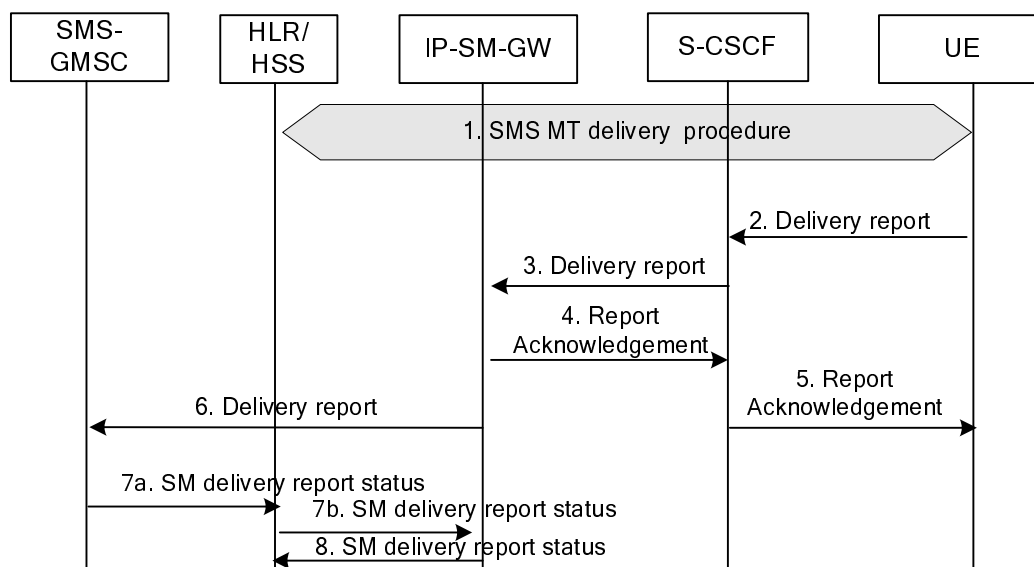 SMS-
GMSC
HLR/
HSS
IP-SM-GW
S-CSCF
UE
1. SMS MT delivery procedure
2. Delivery report
3. Delivery report
4. Report
Acknowledgement
5. Report
Acknowledgement
6. Delivery report
7a. SM delivery report status
7b. SM delivery report status
8. SM delivery report status